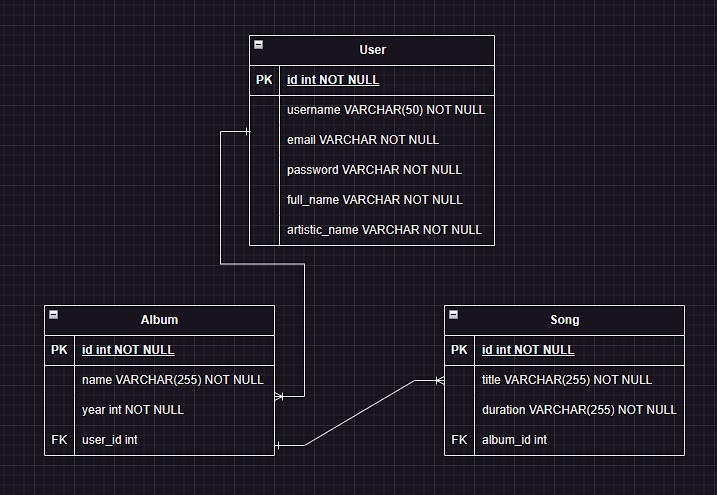 User
PK id int NOT NULL
username VARCHAR(50) NOT NULL
email VARCHAR NOT NULL
password VARCHAR NOT NULL
full_name VARCHAR NOT NULL
artistic_name VARCHAR NOT NULL
Album
PK id int NOT NULL
name VARCHAR(255) NOT NULL
year int NOT NULL
FK user_id int
Song
PK id int NOT NULL
title VARCHAR(255) NOT NULL
duration VARCHAR(255) NOT NULL
FK album_id int